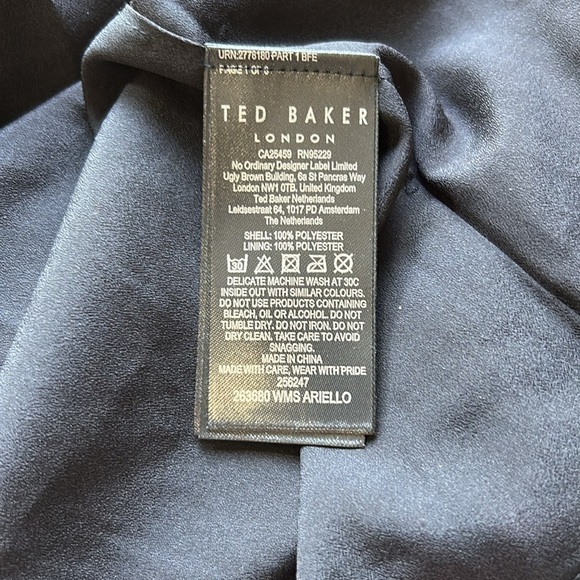 URN:2778180 PART 1 BFE
PAGE 1 OF 6
TED BAKER
LONDON
CA25459 RN95229
No Ordinary Designer Label Limited
Ugly Brown Building, 6a St Pancras Way
London NW1 0TB, United Kingdom
Ted Baker Netherlands
Leidsestraat 64, 1017 PD Amsterdam
The Netherlands
SHELL: 100% POLYESTER
LINING: 100% POLYESTER
30
DELICATE MACHINE WASH AT 30C
INSIDE OUT WITH SIMILAR COLOURS.
DO NOT USE PRODUCTS CONTAINING
BLEACH, OIL OR ALCOHOL. DO NOT
TUMBLE DRY. DO NOT IRON. DO NOT
DRY CLEAN. TAKE CARE TO AVOID
SNAGGING.
MADE IN CHINA
MADE WITH CARE, WEAR WITH PRIDE
256247
263680 WMS ARIELLO